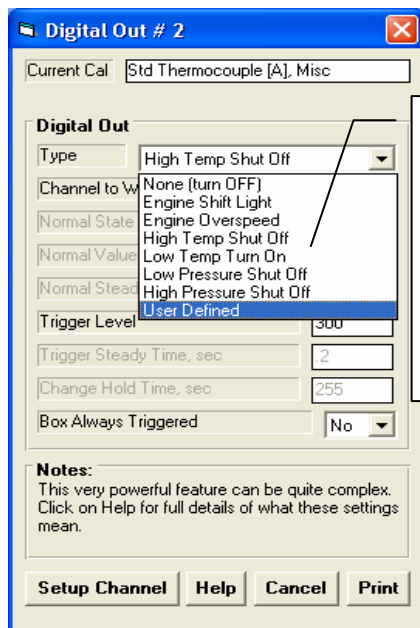 Digital Out # 2
Current Cal Std Thermocouple [A], Misc
Digital Out
Type High Temp Shut Off
Channel to W
None (turn OFF)
Engine Shift Light
Normal State
Engine Overspeed
High Temp Shut Off
Normal Value
Low Temp Turn On
Low Pressure Shut Off
Normal Stead
High Pressure Shut Off
User Defined
Trigger Level 300
Trigger Steady Time, sec .2
Change Hold Time, sec 255
Box Always Triggered No
Notes:
This very powerful feature can be quite complex.
Click on Help for full details of what these settings
mean.
Setup Channel Help Cancel Print